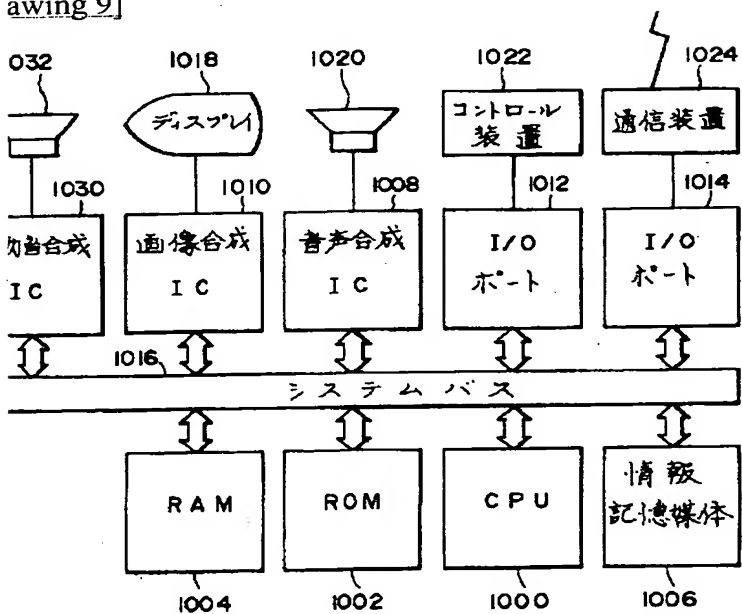 awing 9]
032
1018
1020
1022
1024
ディスプレイ
コントロール
装置
通信装置
1030
1010
1008
1012
1014
合成
IC
画像合成
IC
音声合成
IC
I/O
ポート
I/O
ポート
1016
システムバス
RAM
ROM
CPU
情報
記憶媒体
1004
1002
1000
1006